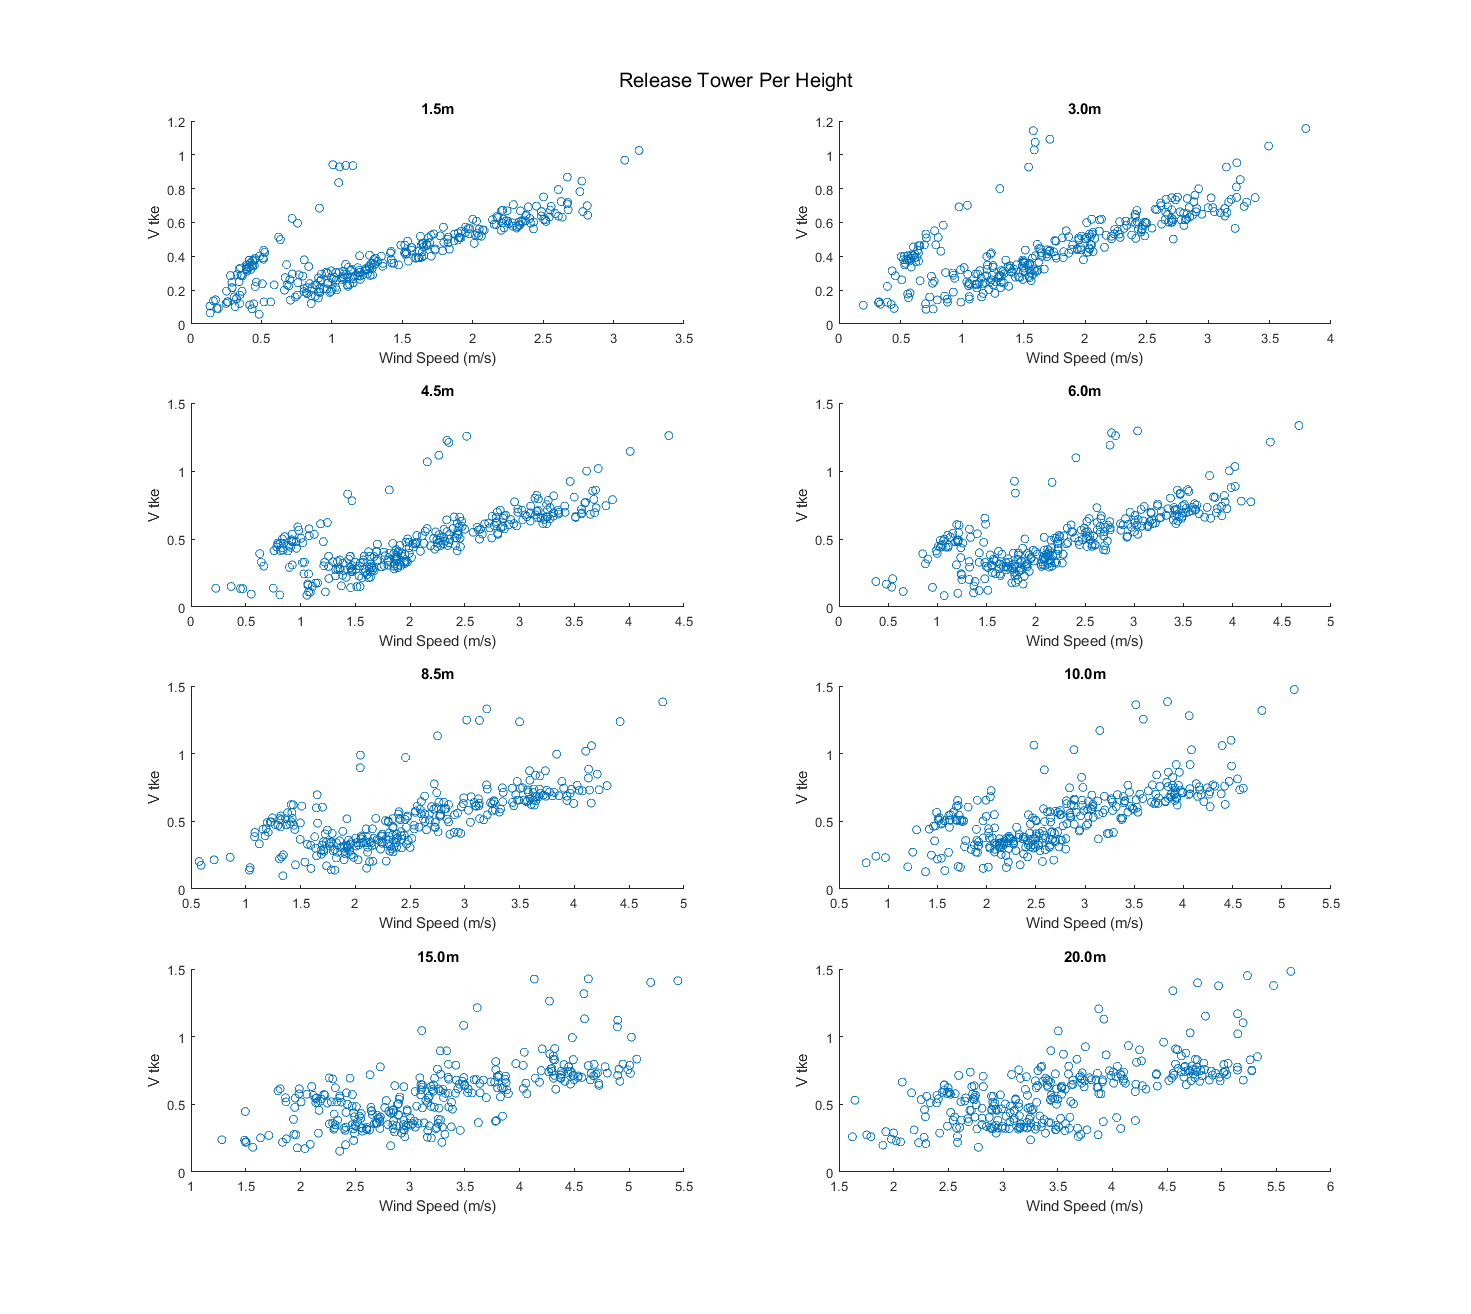 Release Tower Per Height
1.5m
V tke
0
0.2
0.4
0.6
0.8
1
1.2
0 0.5 1 1.5 2 2.5 3 3.5
Wind Speed (m/s)
3.0m
V tke
0
0.2
0.4
0.6
0.8
1
1.2
0 0.5 1 1.5 2 2.5 3 3.5 4
Wind Speed (m/s)
4.5m
V tke
0
0.5
1
1.5
0 0.5 1 1.5 2 2.5 3 3.5 4 4.5
Wind Speed (m/s)
6.0m
V tke
0
0.5
1
1.5
0 0.5 1 1.5 2 2.5 3 3.5 4 4.5 5
Wind Speed (m/s)
8.5m
V tke
0
0.5
1
1.5
0.5 1 1.5 2 2.5 3 3.5 4 4.5 5
Wind Speed (m/s)
10.0m
V tke
0
0.5
1
1.5
0.5 1 1.5 2 2.5 3 3.5 4 4.5 5 5.5
Wind Speed (m/s)
15.0m
V tke
0
0.5
1
1.5
1 1.5 2 2.5 3 3.5 4 4.5 5 5.5
Wind Speed (m/s)
20.0m
V tke
0
0.5
1
1.5
1.5 2 2.5 3 3.5 4 4.5 5 5.5 6
Wind Speed (m/s)